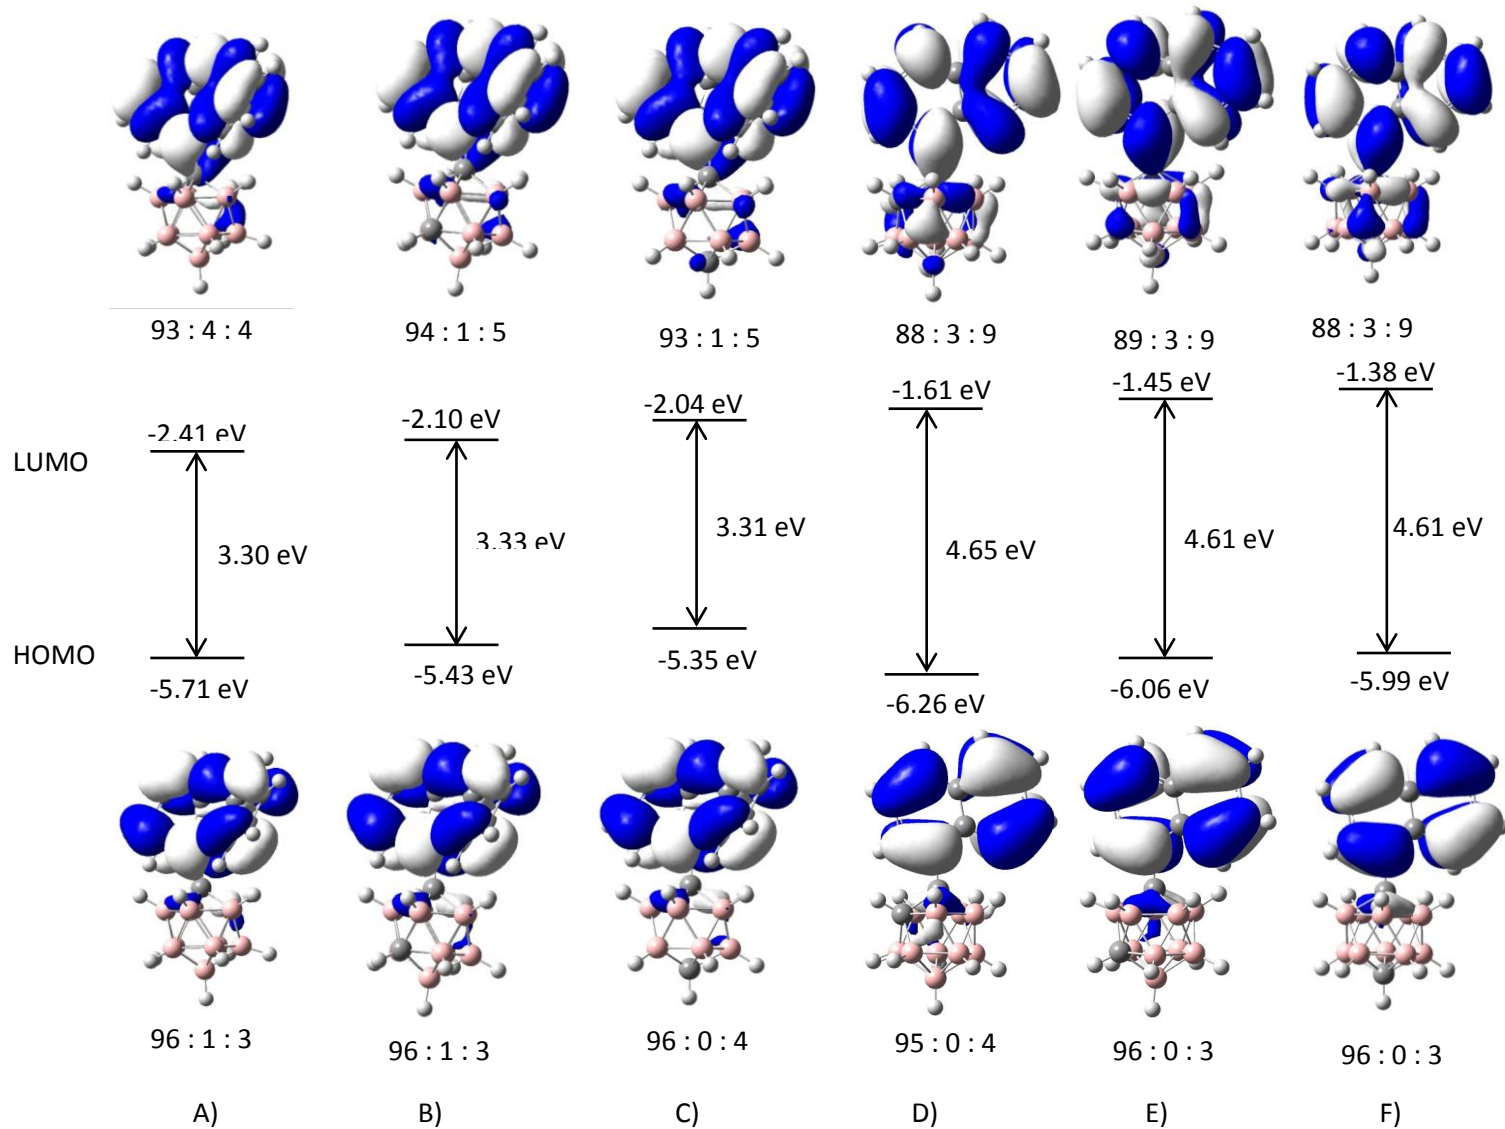 93 : 4 : 4
94 : 1 : 5
93 : 1 : 5
88 : 3 : 9
89 : 3 : 9
88 : 3 : 9
-2.41 eV
-2.10 eV
-2.04 eV
-1.61 eV
-1.45 eV
-1.38 eV
LUMO
3.30 eV
3.33 eV
3.31 eV
4.65 eV
4.61 eV
4.61 eV
HOMO
-5.71 eV
-5.43 eV
-5.35 eV
-6.26 eV
-6.06 eV
-5.99 eV
96 : 1 : 3
96 : 1 : 3
96 : 0 : 4
95 : 0 : 4
96 : 0 : 3
96 : 0 : 3
A)
B)
C)
D)
E)
F)